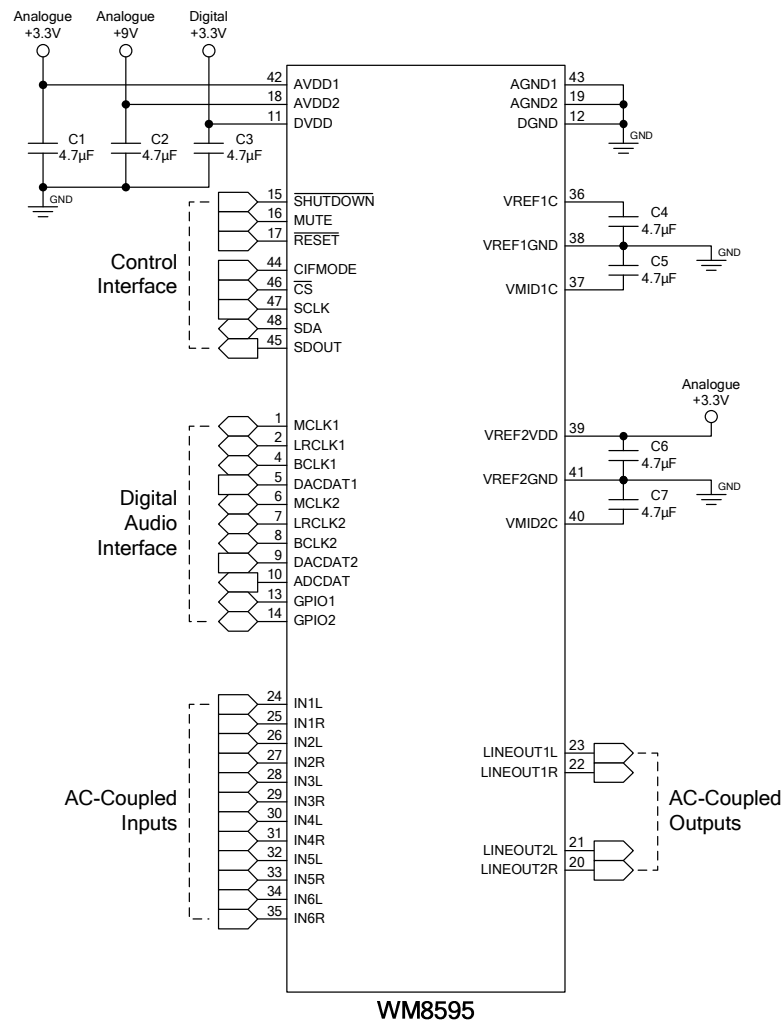 Analogue +3.3V
Analogue +9V
Digital +3.3V
42 AVDD1
18 AVDD2
11 DVDD
AGND1 43
AGND2 19
DGND 12
GND
C1 4.7µF
C2 4.7µF
C3 4.7µF
GND
Control Interface
15 SHUTDOWN
16 MUTE
17 RESET
44 CIFMODE
46 CS
47 SCLK
48 SDA
45 SDOUT
VREF1C 36
C4 4.7µF
VREF1GND 38
GND
C5 4.7µF
VMID1C 37
Analogue +3.3V
VREF2VDD 39
C6 4.7µF
VREF2GND 41
GND
C7 4.7µF
VMID2C 40
Digital Audio Interface
1 MCLK1
2 LRCLK1
4 BCLK1
5 DACDAT1
6 MCLK2
7 LRCLK2
8 BCLK2
9 DACDAT2
10 ADCDAT
13 GPIO1
14 GPIO2
AC-Coupled Inputs
24 IN1L
25 IN1R
26 IN2L
27 IN2R
28 IN3L
29 IN3R
30 IN4L
31 IN4R
32 IN5L
33 IN5R
34 IN6L
35 IN6R
LINEOUT1L 23
LINEOUT1R 22
LINEOUT2L 21
LINEOUT2R 20
AC-Coupled Outputs
WM8595